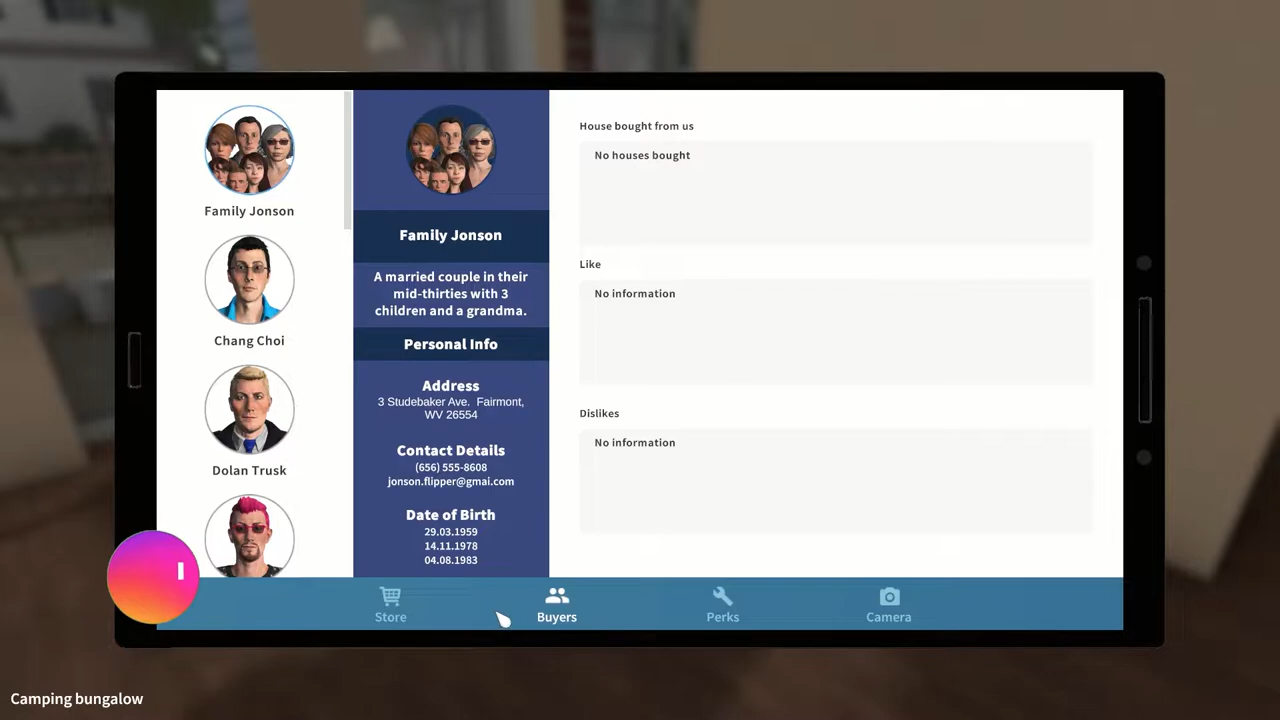 Family Jonson
Chang Choi
Dolan Trusk
Family Jonson
A married couple in their
mid-thirties with 3
children and a grandma.
Personal Info
Address
3 Studebaker Ave. Fairmont,
WV 26554
Contact Details
(656) 555-8608
jonson.flipper@gmai.com
Date of Birth
29.03.1959
14.11.1978
04.08.1983
House bought from us
No houses bought
Like
No information
Dislikes
No information
Store
Buyers
Perks
Camera
Camping bungalow